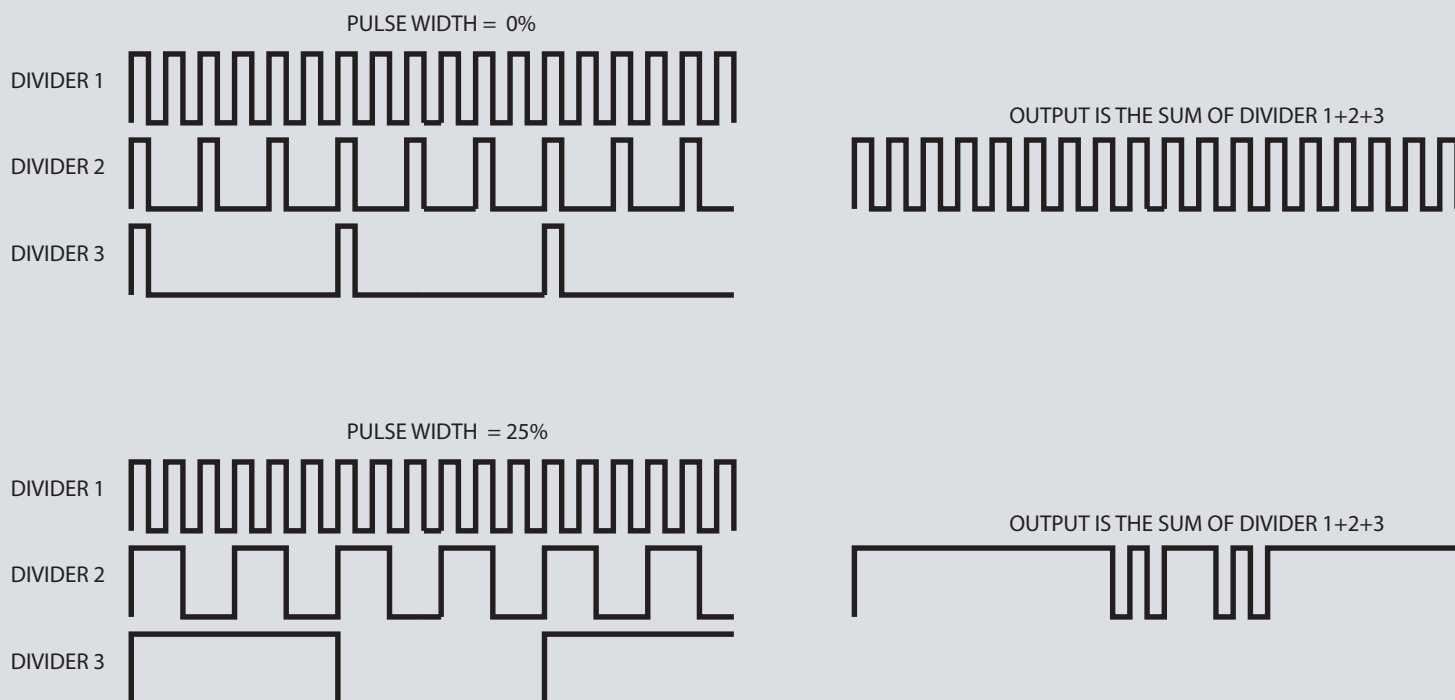 PULSE WIDTH = 0%
DIVIDER 1
DIVIDER 2
DIVIDER 3
OUTPUT IS THE SUM OF DIVIDER 1+2+3
PULSE WIDTH = 25%
DIVIDER 1
DIVIDER 2
DIVIDER 3
OUTPUT IS THE SUM OF DIVIDER 1+2+3